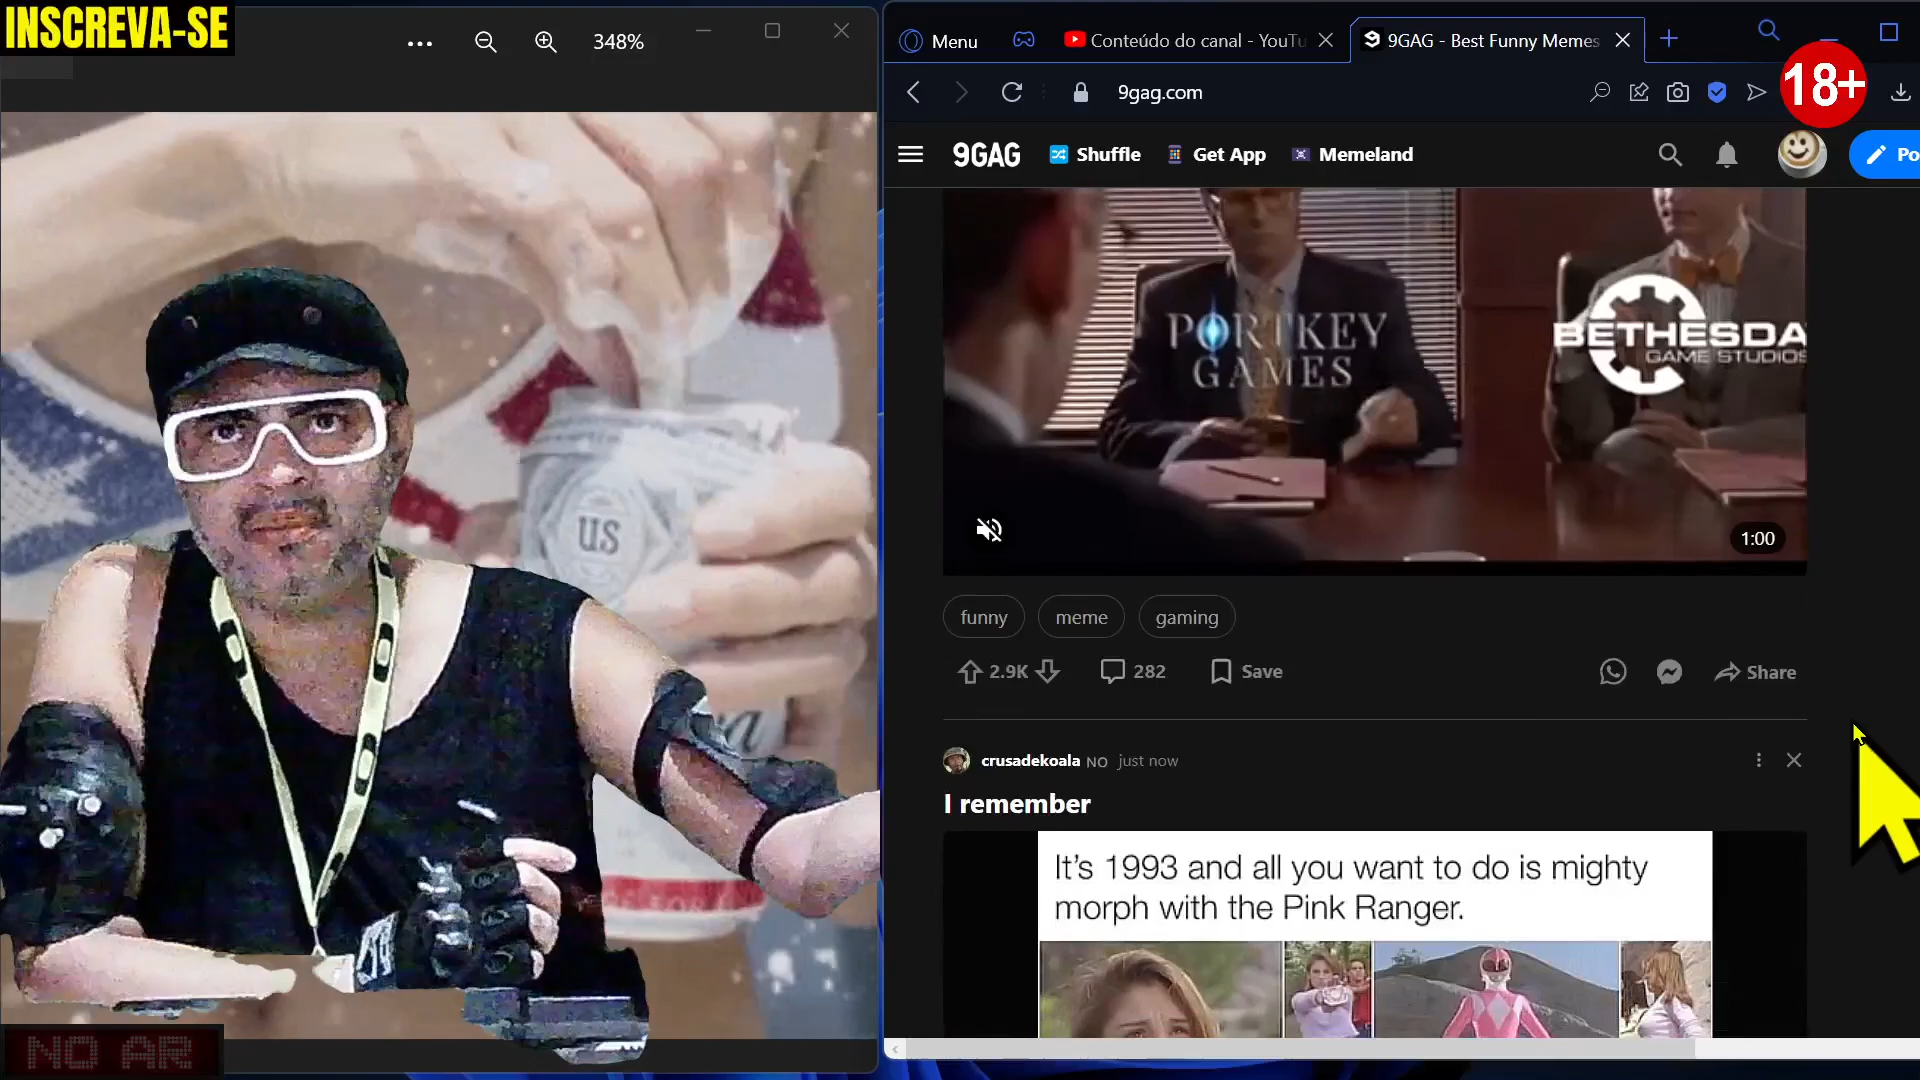 INSCREVA-SE
348%
Menu
Conteúdo do canal - YouTu
9GAG - Best Funny Memes
9gag.com
18+
9GAG
Shuffle
Get App
Memeland
Po
PORTKEY
GAMES
BETHESDA
GAME STUDIOS
US
1:00
funny
meme
gaming
2.9K
282
Save
Share
crusadekoala NO just now
I remember
It's 1993 and all you want to do is mighty
morph with the Pink Ranger.
NO AR